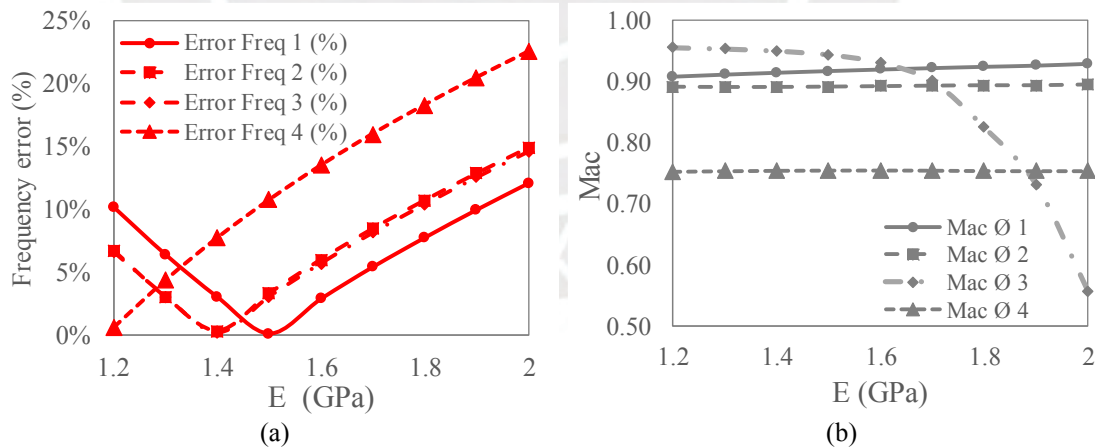 25%
20%
15%
10%
5%
0%
Frequency error (%)
Error Freq 1 (%)
Error Freq 2 (%)
Error Freq 3 (%)
Error Freq 4 (%)
1.2
1.4
1.6
1.8
2
E (GPa)
(a)
1.00
0.90
0.80
0.70
0.60
0.50
Mac
Mac Ø 1
Mac Ø 2
Mac Ø 3
Mac Ø 4
1.2
1.4
1.6
1.8
2
E (GPa)
(b)